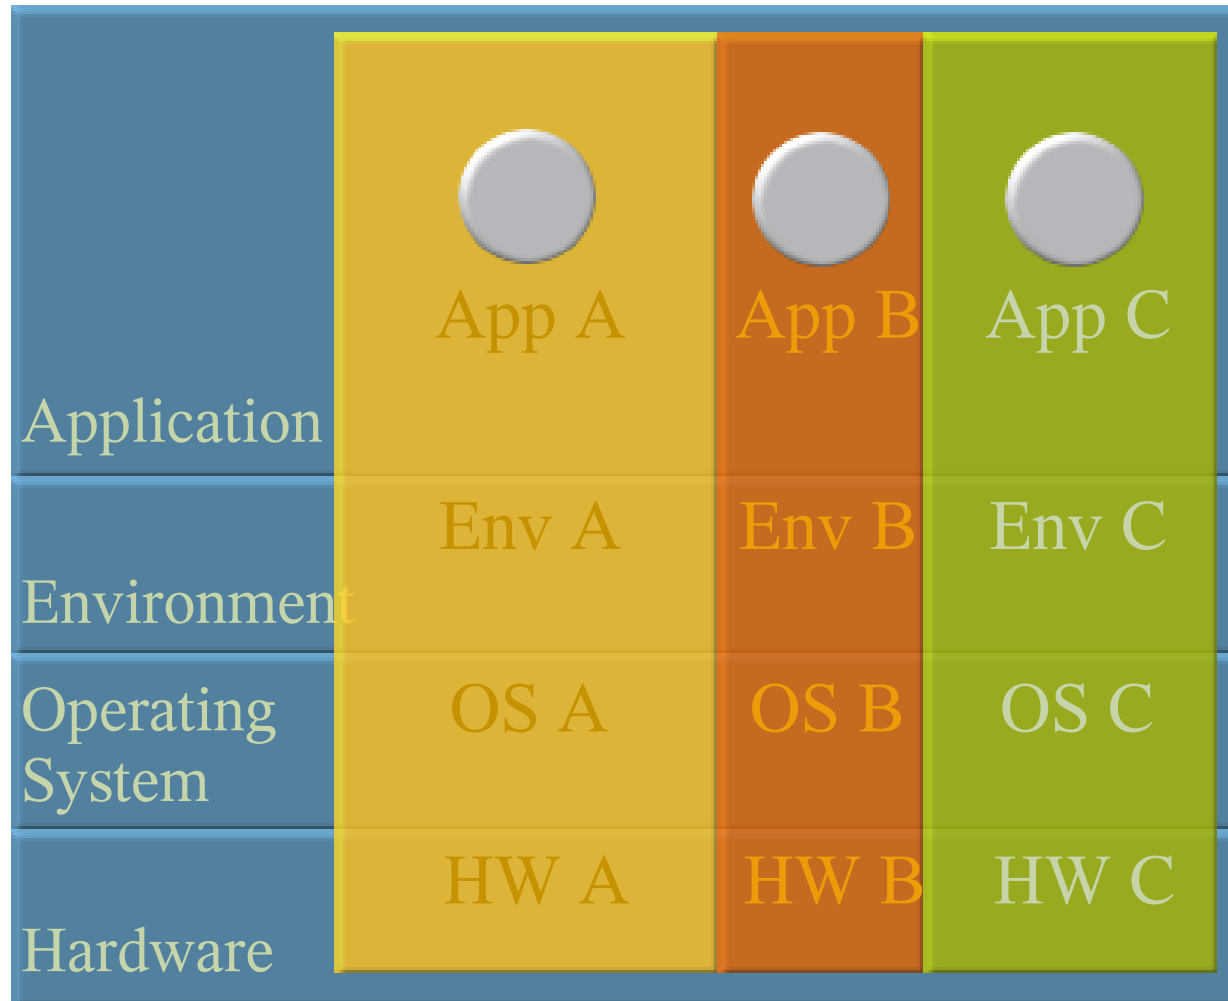 App A App B App C
Application
Env A Env B Env C
Environment
OS A OS B OS C
Operating
System
HW A HW B HW C
Hardware